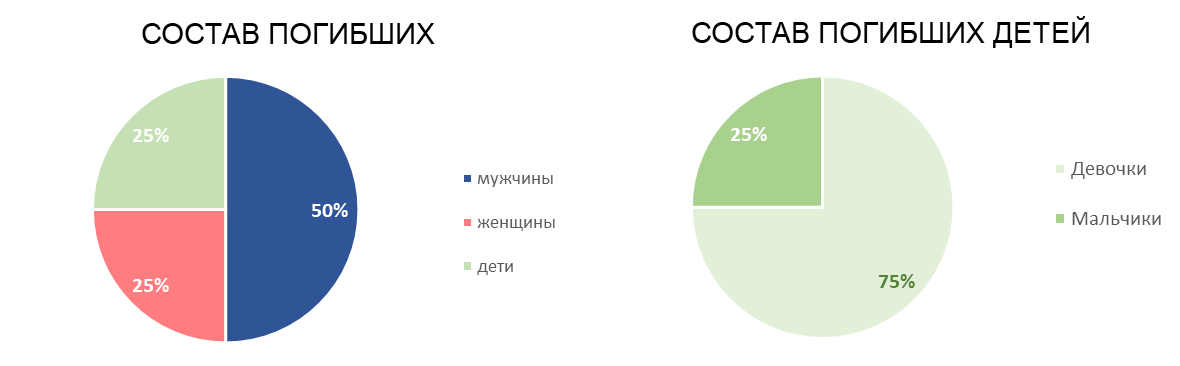 СОСТАВ ПОГИБШИХ
25%
50%
25%
мужчины
женщины
дети
СОСТАВ ПОГИБШИХ ДЕТЕЙ
25%
75%
Девочки
Мальчики